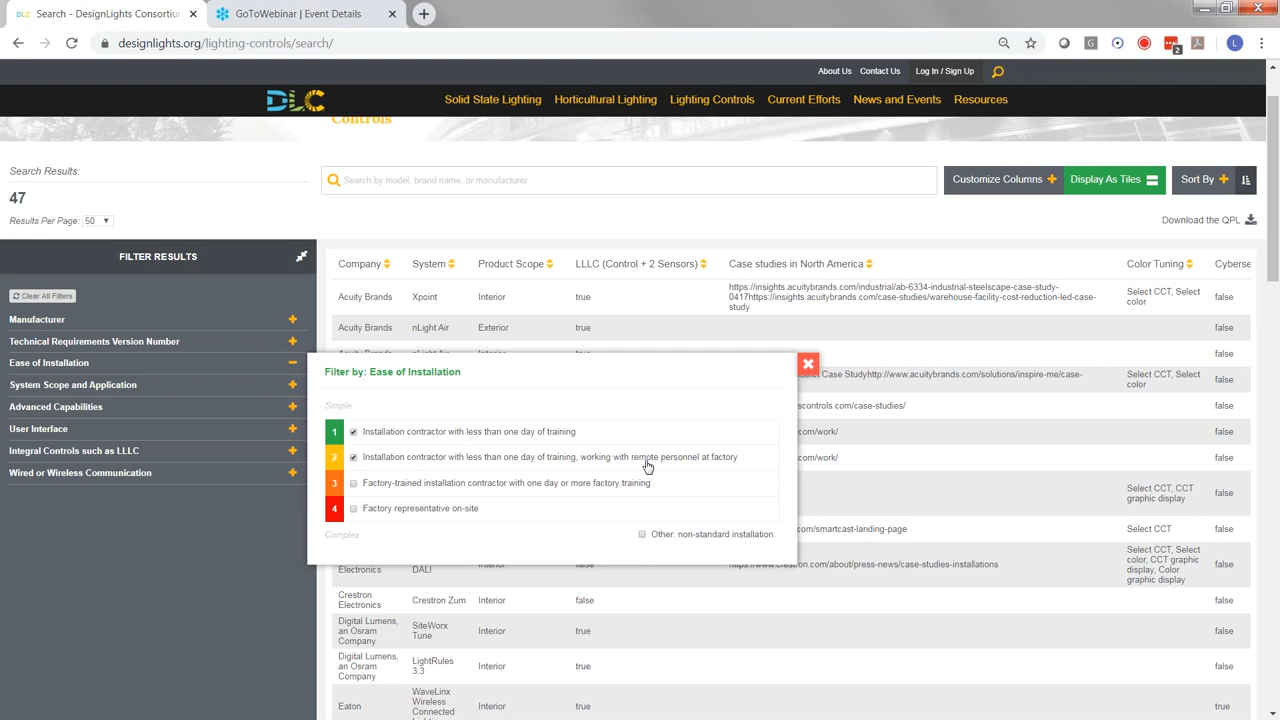 Search - DesignLights Consortium
GoToWebinar | Event Details
designlights.org/lighting-controls/search/
G
2
L
About Us
Contact Us
Log In / Sign Up
DLC
Solid State Lighting
Horticultural Lighting
Lighting Controls
Current Efforts
News and Events
Resources
Controls
Search Results:
47
Results Per Page: 50
Search by model, brand name, or manufacturer
Customize Columns +
Display As Tiles
Sort By +
Download the QPL
FILTER RESULTS
Clear All Filters
Manufacturer +
Technical Requirements Version Number +
Ease of Installation −
System Scope and Application +
Advanced Capabilities +
User Interface +
Integral Controls such as LLLC +
Wired or Wireless Communication +
Company
System
Product Scope
LLLC (Control + 2 Sensors)
Case studies in North America
Color Tuning
Cyberse
Acuity Brands
Xpoint
Interior
true
https://insights.acuitybrands.com/industrial/ab-6334-industrial-steelscape-case-study-
0417https://insights.acuitybrands.com/case-studies/warehouse-facility-cost-reduction-led-case-
study
Select CCT, Select
color
false
Acuity Brands
nLight Air
Exterior
true
false
Acuity Brands
nLight Air
Interior
true
false
Case Studyhttp://www.acuitybrands.com/solutions/inspire-me/case-
Select CCT, Select
color
false
scontrols.com/case-studies/
false
.com/work/
false
.com/work/
false
Select CCT, CCT
graphic display
false
.com/smartcast-landing-page
Select CCT
false
Filter by: Ease of Installation
Simple
1 Installation contractor with less than one day of training
2 Installation contractor with less than one day of training, working with remote personnel at factory
3 Factory-trained installation contractor with one day or more factory training
4 Factory representative on-site
Complex
Other: non-standard installation
Electronics
DALI
Interior
false
https://www.crestron.com/about/press-news/case-studies-installations
Select CCT, Select
color, CCT graphic
display, Color
graphic display
false
Crestron
Electronics
Crestron Zum
Interior
false
false
Digital Lumens,
an Osram
Company
SiteWorx
Tune
Interior
true
false
Digital Lumens,
an Osram
Company
LightRules
3.3
Interior
true
false
Eaton
WaveLinx
Wireless
Connected
Interior
true
true